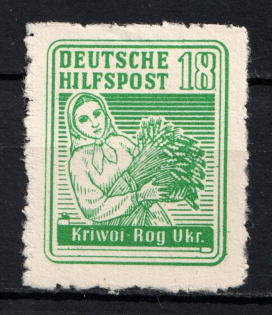 DEUTSCHE
HILFSPOST 18
Kriwoi-Rog Ukr.